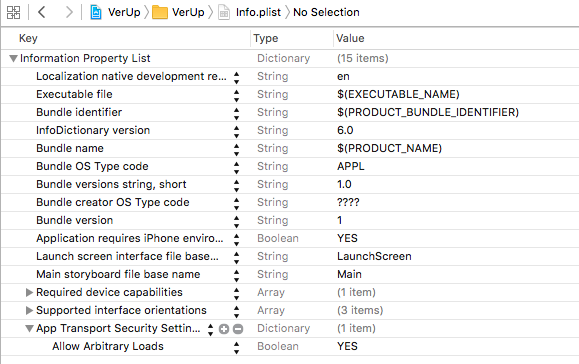 VerUp VerUp Info.plist No Selection
Key Type Value
Information Property List Dictionary (15 items)
Localization native development re... String en
Executable file String $(EXECUTABLE_NAME)
Bundle identifier String $(PRODUCT_BUNDLE_IDENTIFIER)
InfoDictionary version String 6.0
Bundle name String $(PRODUCT_NAME)
Bundle OS Type code String APPL
Bundle versions string, short String 1.0
Bundle creator OS Type code String ????
Bundle version String 1
Application requires iPhone enviro... Boolean YES
Launch screen interface file base... String LaunchScreen
Main storyboard file base name String Main
Required device capabilities Array (1 item)
Supported interface orientations Array (3 items)
App Transport Security Settin... Dictionary (1 item)
Allow Arbitrary Loads Boolean YES